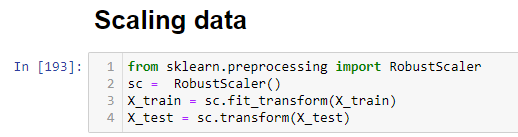 Scaling data
In [193]:
1 from sklearn.preprocessing import RobustScaler
2 sc =  RobustScaler()
3 X_train = sc.fit_transform(X_train)
4 X_test = sc.transform(X_test)